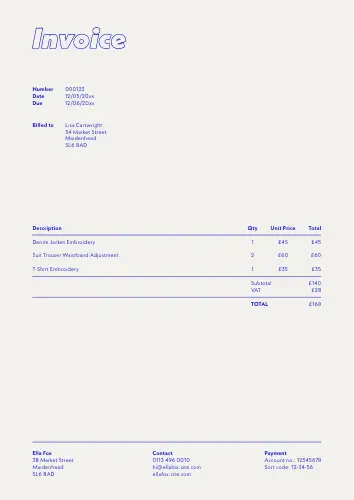 Invoice
Number 000123
Date 12/05/20xx
Due 12/06/20xx
Billed to Lisa Cartwright
34 Market Street
Maidenhead
SL6 8AD
Description Qty Unit Price Total
Denim Jacket Embroidery 1 £45 £45
Suit Trouser Waistband Adjustment 2 £60 £60
T-Shirt Embroidery 1 £35 £35
Subtotal £140
VAT £28
TOTAL £168
Ella Fox Contact Payment
38 Market Street 0113 496 0010 Account no.: 12345678
Maidenhead hi@ellafox.site.com Sort code: 12-34-56
SL6 8AD ellafox.site.com